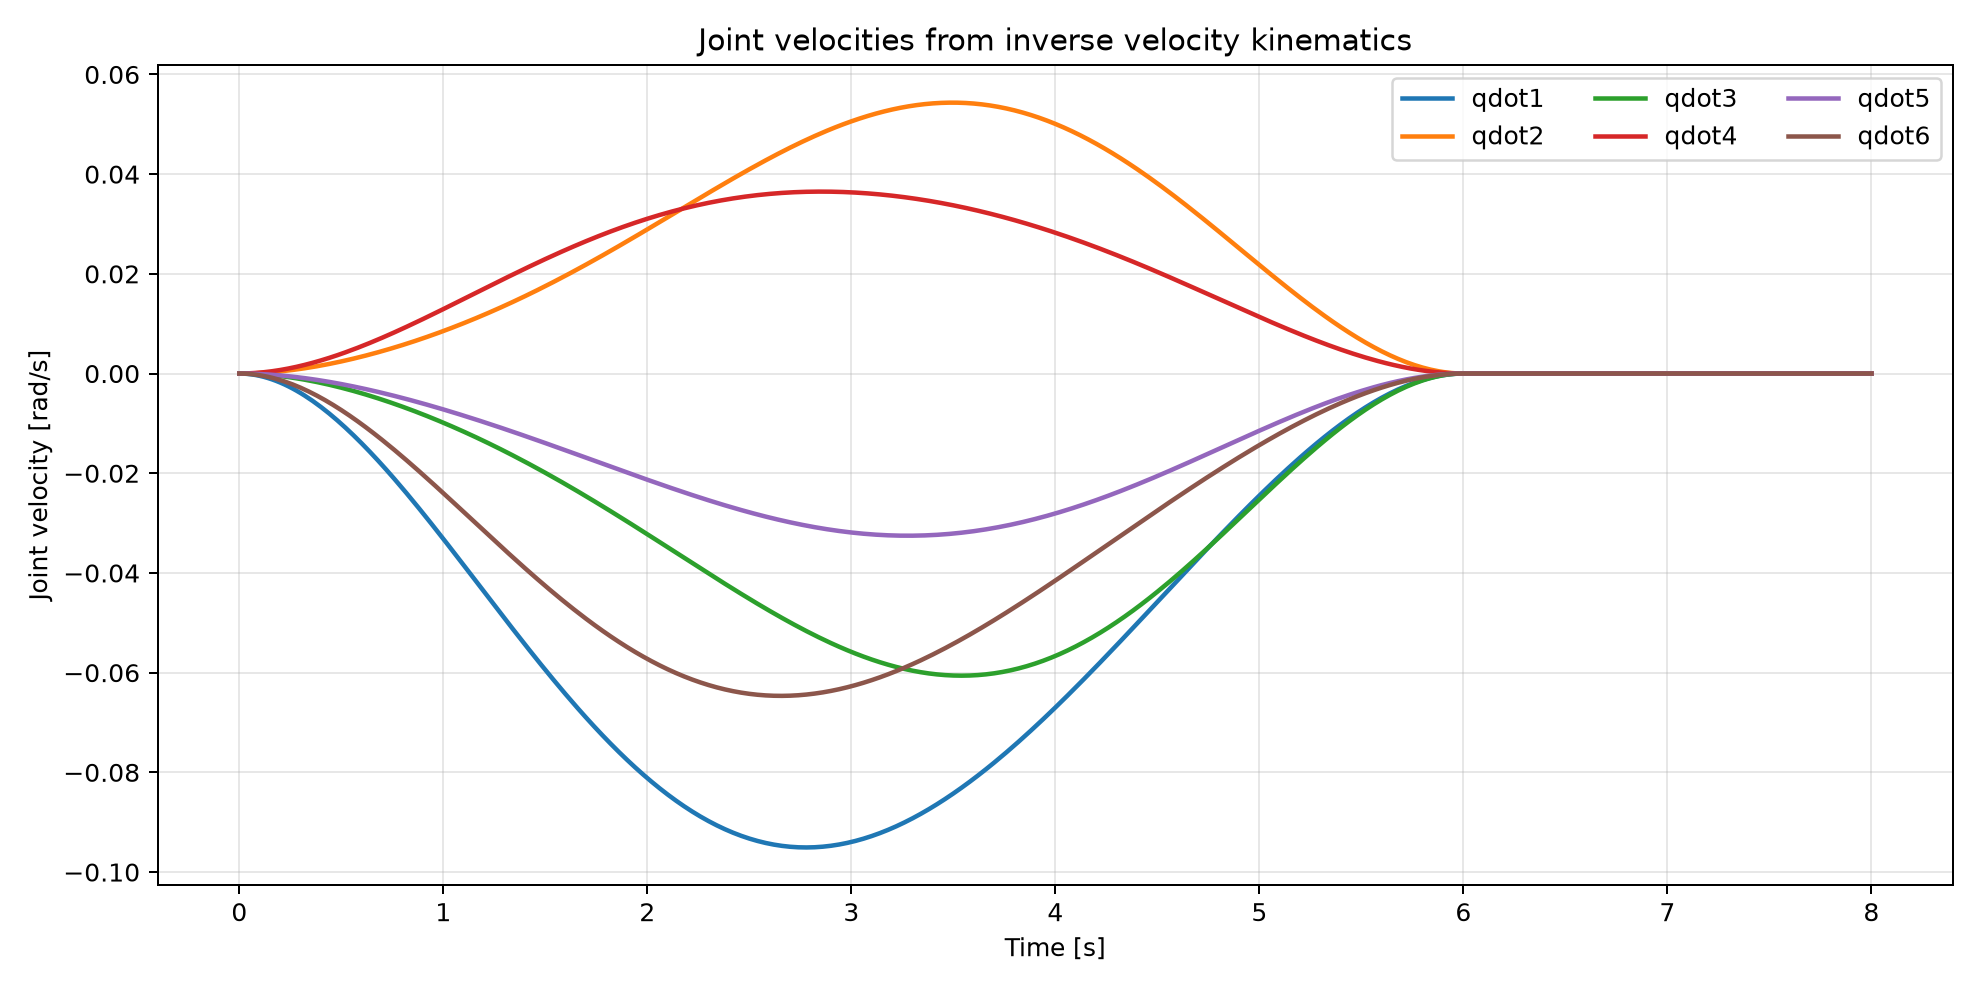 Joint velocities from inverse velocity kinematics
qdot1 qdot3 qdot5
qdot2 qdot4 qdot6
0.06
0.04
0.02
0.00
−0.02
−0.04
−0.06
−0.08
−0.10
Joint velocity [rad/s]
0 1 2 3 4 5 6 7 8
Time [s]